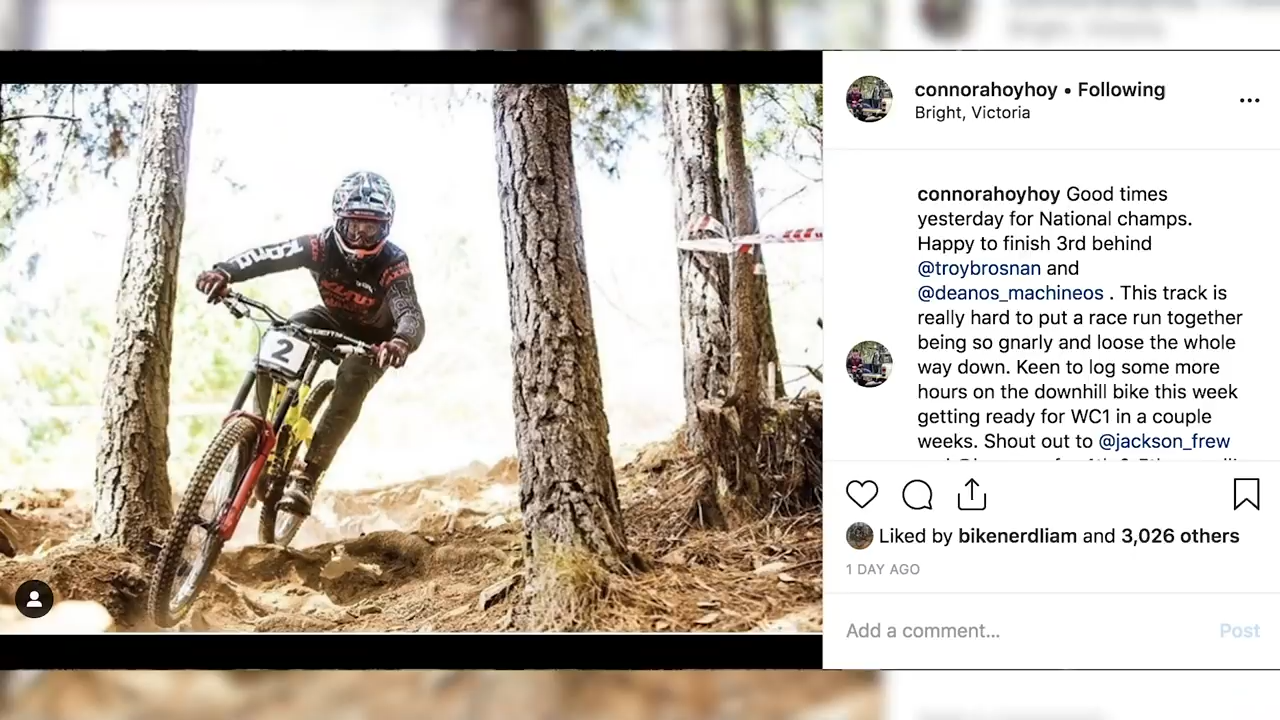 connorahoyhoy • Following
Bright, Victoria
connorahoyhoy Good times
yesterday for National champs.
Happy to finish 3rd behind
@troybrosnan and
@deanos_machineos . This track is
really hard to put a race run together
being so gnarly and loose the whole
way down. Keen to log some more
hours on the downhill bike this week
getting ready for WC1 in a couple
weeks. Shout out to @jackson_frew
Liked by bikenerdliam and 3,026 others
1 DAY AGO
Add a comment... Post
Kona
MAXXIS
2